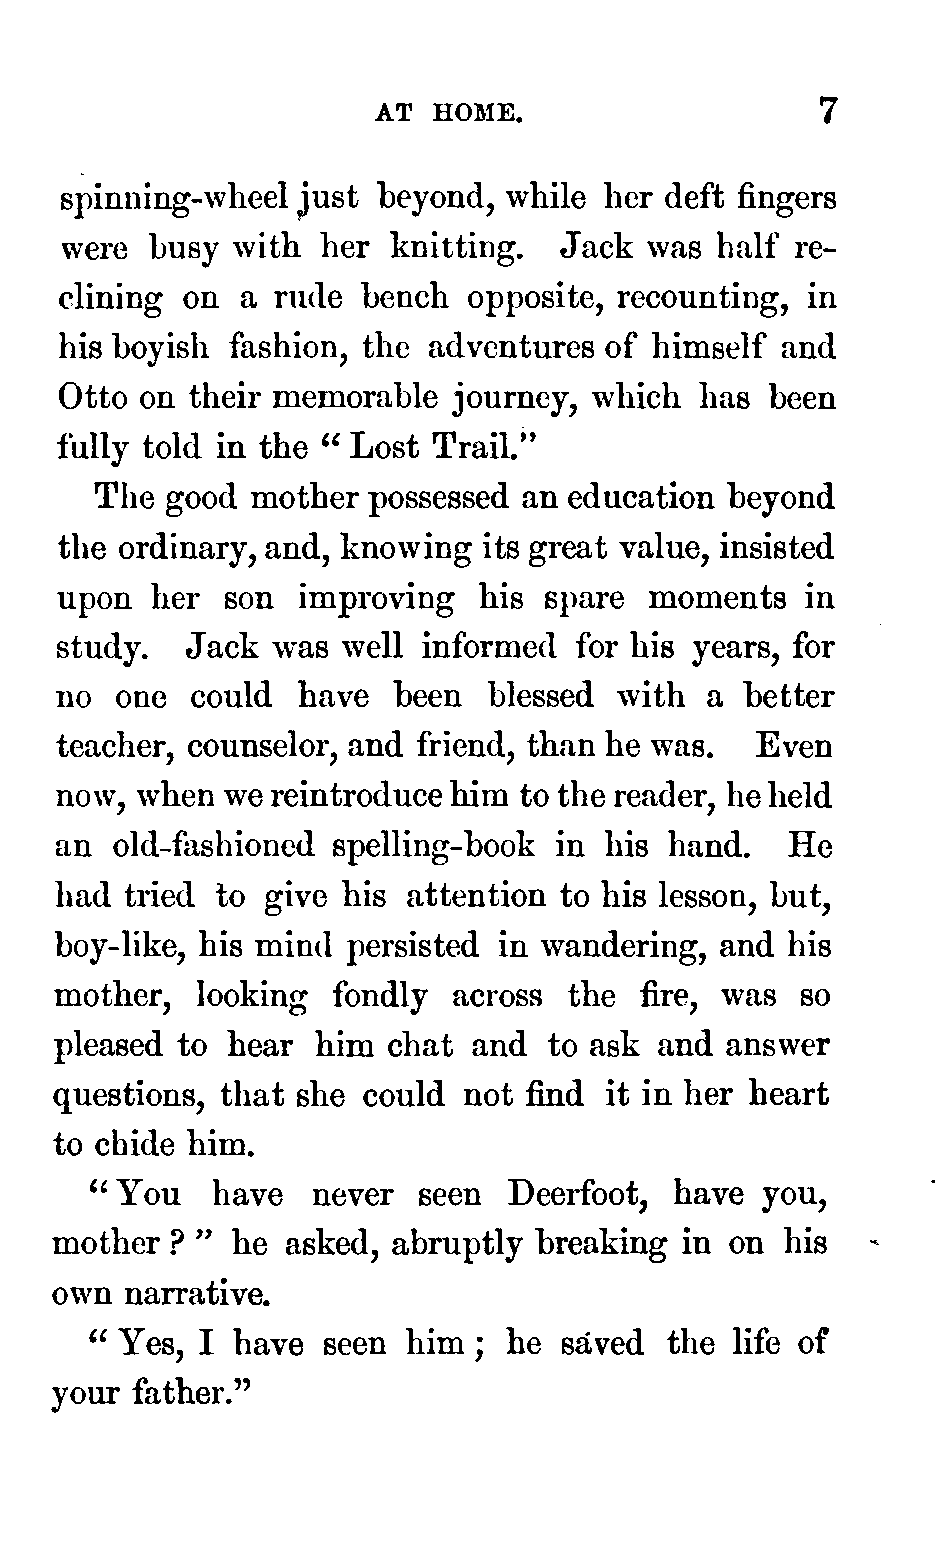 AT HOME. 7
spinning-wheel just beyond, while her deft fingers
were busy with her knitting. Jack was half re-
clining on a rude bench opposite, recounting, in
his boyish fashion, the adventures of himself and
Otto on their memorable journey, which has been
fully told in the “ Lost Trail.”
The good mother possessed an education beyond
the ordinary, and, knowing its great value, insisted
upon her son improving his spare moments in
study. Jack was well informed for his years, for
no one could have been blessed with a better
teacher, counselor, and friend, than he was. Even
now, when we reintroduce him to the reader, he held
an old-fashioned spelling-book in his hand. He
had tried to give his attention to his lesson, but,
boy-like, his mind persisted in wandering, and his
mother, looking fondly across the fire, was so
pleased to hear him chat and to ask and answer
questions, that she could not find it in her heart
to chide him.
“ You have never seen Deerfoot, have you,
mother ? ” he asked, abruptly breaking in on his
own narrative.
“ Yes, I have seen him ; he saved the life of
your father.”